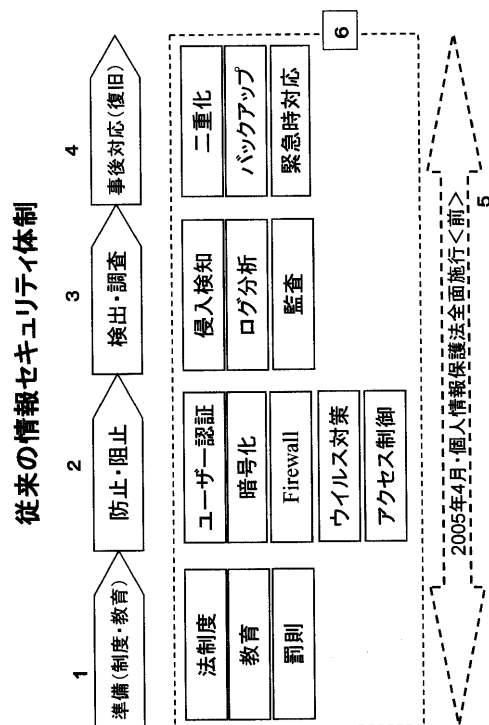 従来の情報セキュリティ体制
1
準備(制度・教育)
2
防止・阻止
3
検出・調査
4
事後対応(復旧)
法制度
教育
罰則
ユーザー認証
暗号化
Firewall
ウイルス対策
アクセス制御
侵入検知
ログ分析
監査
二重化
バックアップ
緊急時対応
6
2005年4月・個人情報保護法全面施行<前>
5